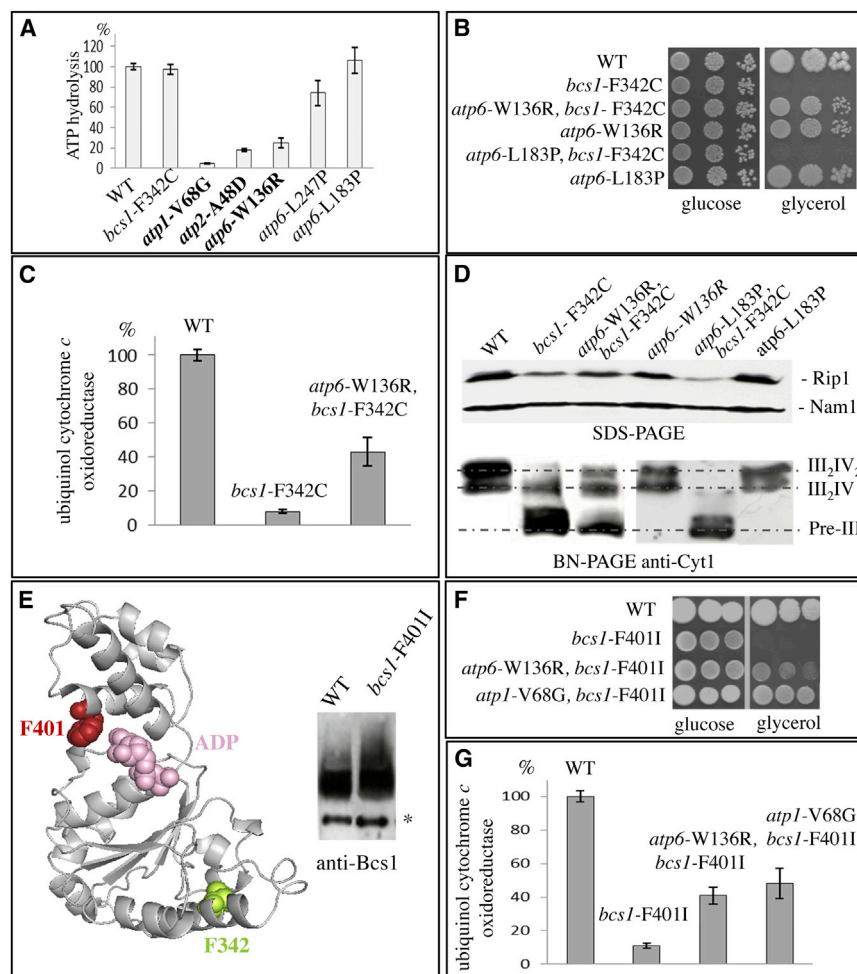 A
%
ATP hydrolysis
120
100
80
60
40
20
0
WT
bcs1-F342C
atp1-V68G
atp2-A48D
atp6-W136R
atp6-L247P
atp6-L183P
B
WT
bcs1-F342C
atp6-W136R, bcs1- F342C
atp6-W136R
atp6-L183P, bcs1-F342C
atp6-L183P
glucose glycerol
C
ubiquinol cytochrome c
oxidoreductase
%
100
80
60
40
20
0
WT
bcs1-F342C
atp6-W136R,
bcs1-F342C
D
WT
bcs1- F342C
atp6-W136R,
bcs1-F342C
atp6--W136R
atp6-L183P,
bcs1-F342C
atp6-L183P
- Rip1
- Nam1
SDS-PAGE
III2IV2
III2IV
Pre-III
BN-PAGE anti-Cyt1
E
F401
ADP
F342
WT
bcs1-F401I
*
anti-Bcs1
F
WT
bcs1-F401I
atp6-W136R, bcs1-F401I
atp1-V68G, bcs1-F401I
glucose glycerol
G
ubiquinol cytochrome c
oxidoreductase
%
100
80
60
40
20
0
WT
bcs1-F401I
atp6-W136R,
bcs1-F401I
atp1-V68G,
bcs1-F401I